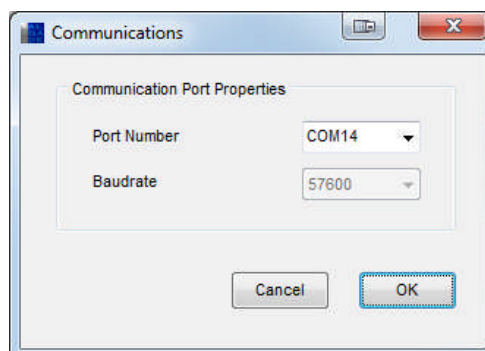 Communications
Communication Port Properties
Port Number COM14
Baudrate 57600
Cancel OK